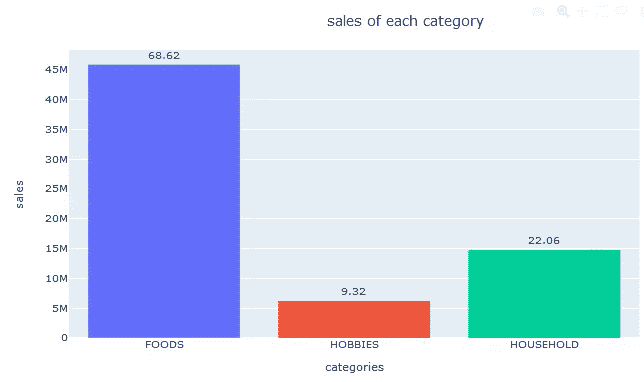 sales of each category
68.62
45M
40M
35M
30M
25M
20M
15M
10M
5M
0
sales
9.32
22.06
FOODS
HOBBIES
HOUSEHOLD
categories